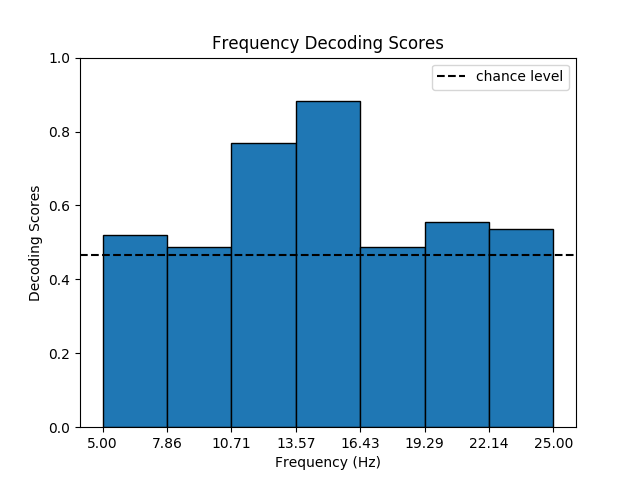 Frequency Decoding Scores
chance level
Decoding Scores
1.0
0.8
0.6
0.4
0.2
0.0
5.00 7.86 10.71 13.57 16.43 19.29 22.14 25.00
Frequency (Hz)